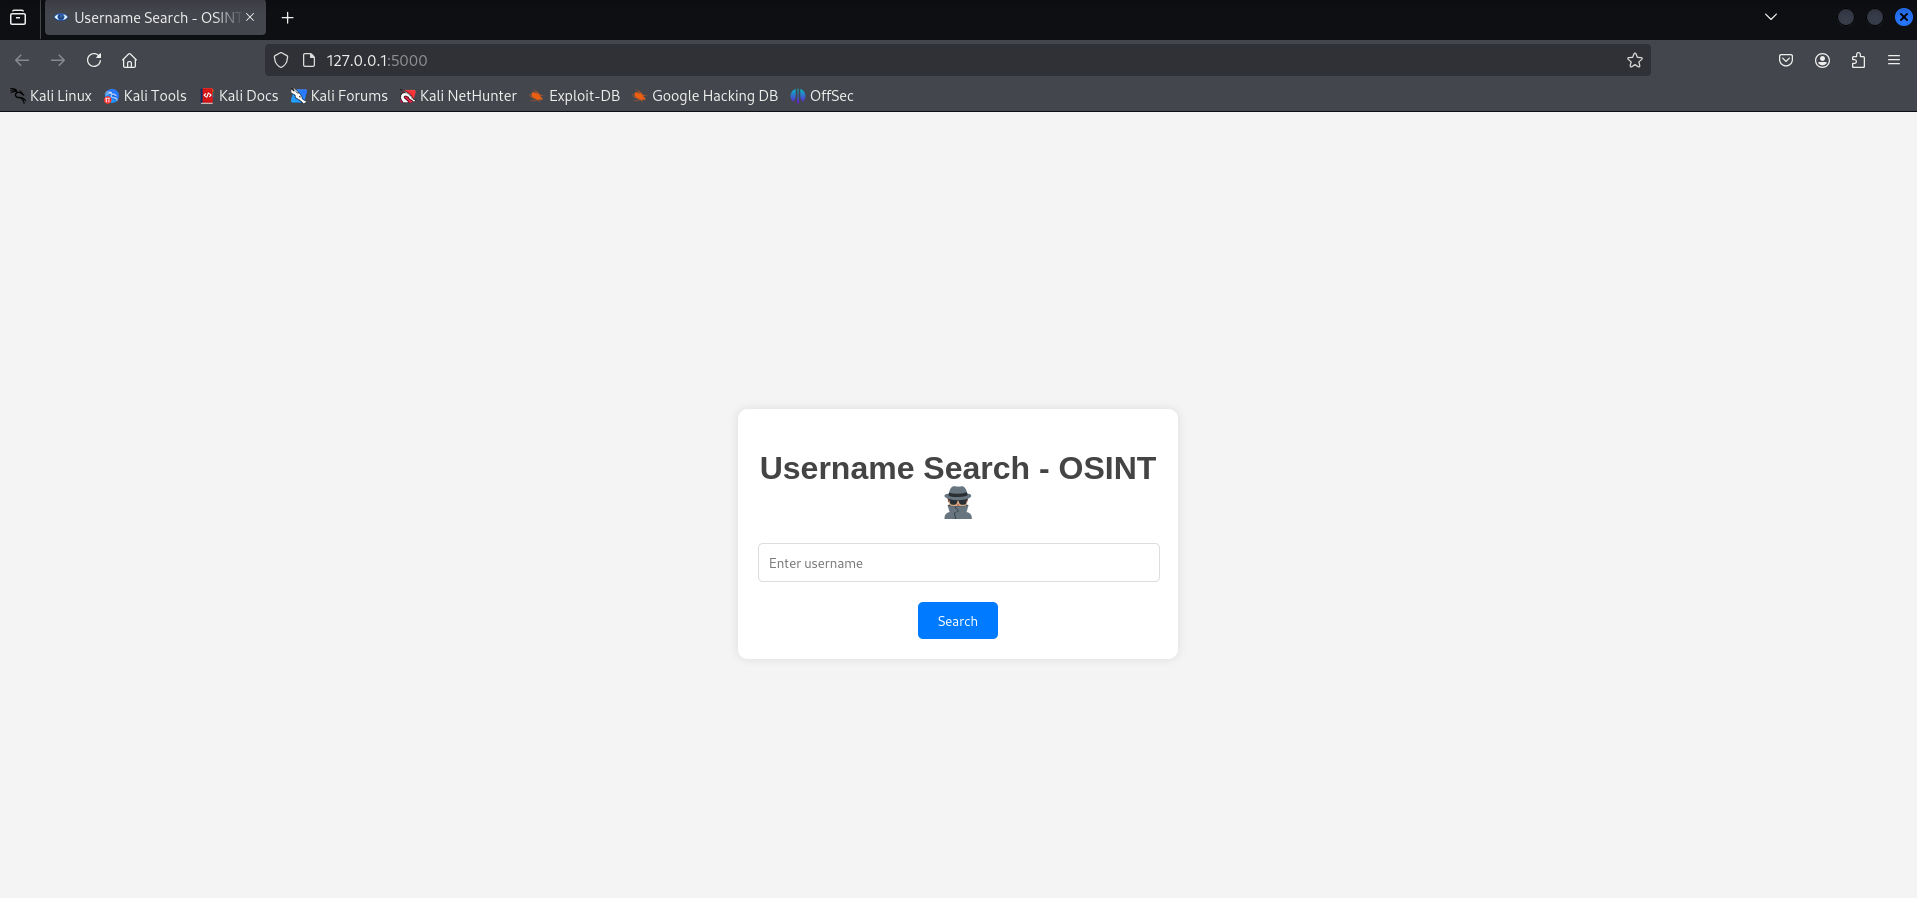 Username Search - OSINT
127.0.0.1:5000
Kali Linux Kali Tools Kali Docs Kali Forums Kali NetHunter Exploit-DB Google Hacking DB OffSec
Username Search - OSINT
Enter username
Search